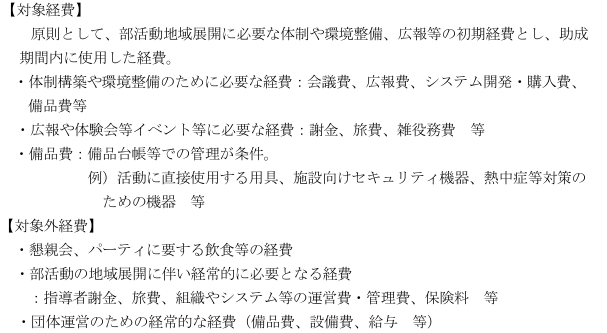 【対象経費】
原則として、部活動地域展開に必要な体制や環境整備、広報等の初期経費とし、助成
期間内に使用した経費。
・体制構築や環境整備のために必要な経費：会議費、広報費、システム開発・購入費、
備品費等
・広報や体験会等イベント等に必要な経費：謝金、旅費、雑役務費　等
・備品費：備品台帳等での管理が条件。
例）活動に直接使用する用具、施設向けセキュリティ機器、熱中症等対策の
ための機器　等
【対象外経費】
・懇親会、パーティに要する飲食等の経費
・部活動の地域展開に伴い経常的に必要となる経費
：指導者謝金、旅費、組織やシステム等の運営費・管理費、保険料　等
・団体運営のための経常的な経費（備品費、設備費、給与　等）